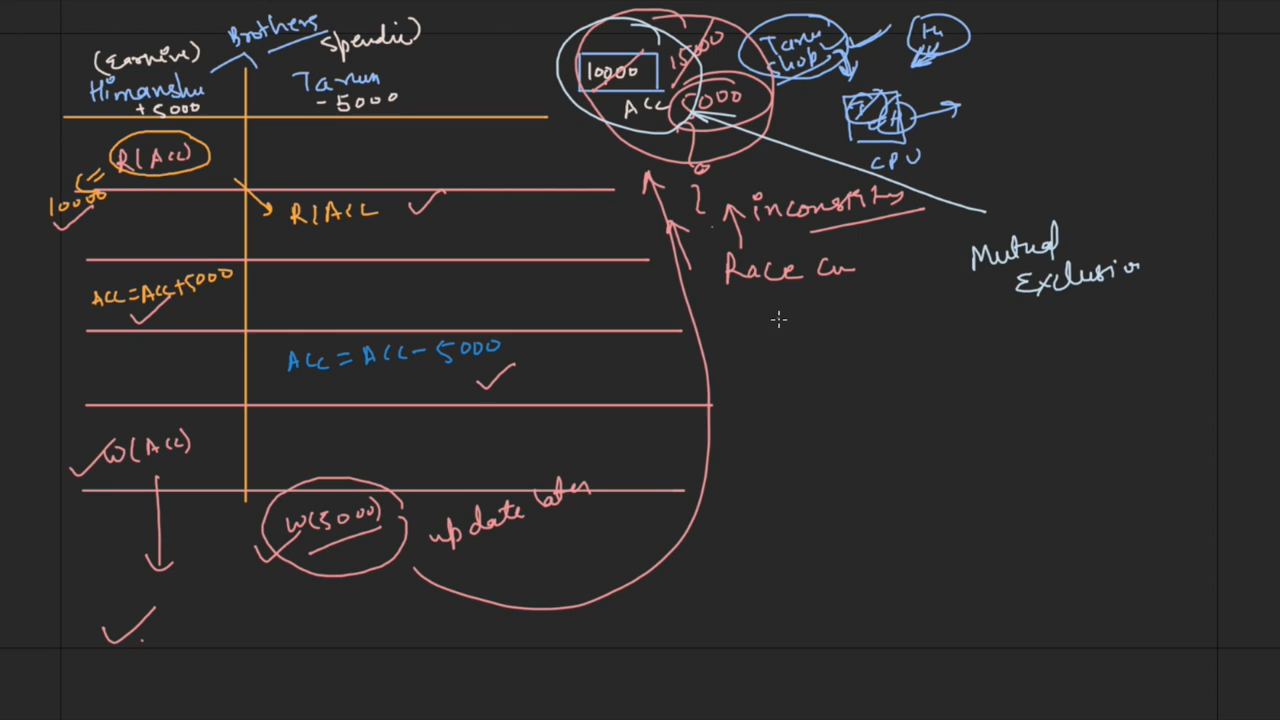 Brothers
(Earning)
Spending
Himanshu
+5000
Tarun
-5000
10000
15000
ACC
5000
Tarun
Shop
H
T
H
CPU
R(Acc)
10000
R(Acc
inconsistency
Race con
Mutual
Exclusion
Acc=Acc+5000
Acc=Acc-5000
W(Acc)
W(5000)
update later